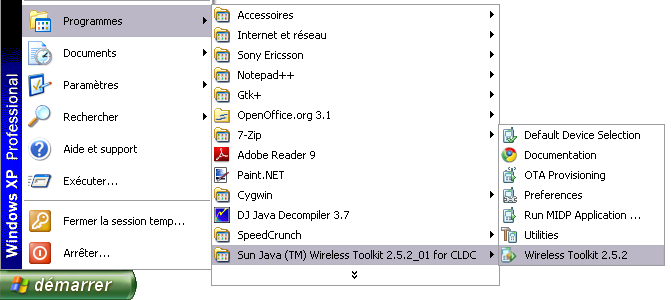 Programmes
Documents
Paramètres
Rechercher
Aide et support
Exécuter...
Fermer la session temp...
Arrêter...
Windows XP Professional
démarrer
Accessoires
Internet et réseau
Sony Ericsson
Notepad++
Gtk+
OpenOffice.org 3.1
7-Zip
Adobe Reader 9
Paint.NET
Cygwin
DJ Java Decompiler 3.7
SpeedCrunch
Sun Java (TM) Wireless Toolkit 2.5.2_01 for CLDC
Default Device Selection
Documentation
OTA Provisioning
Preferences
Run MIDP Application ...
Utilities
Wireless Toolkit 2.5.2